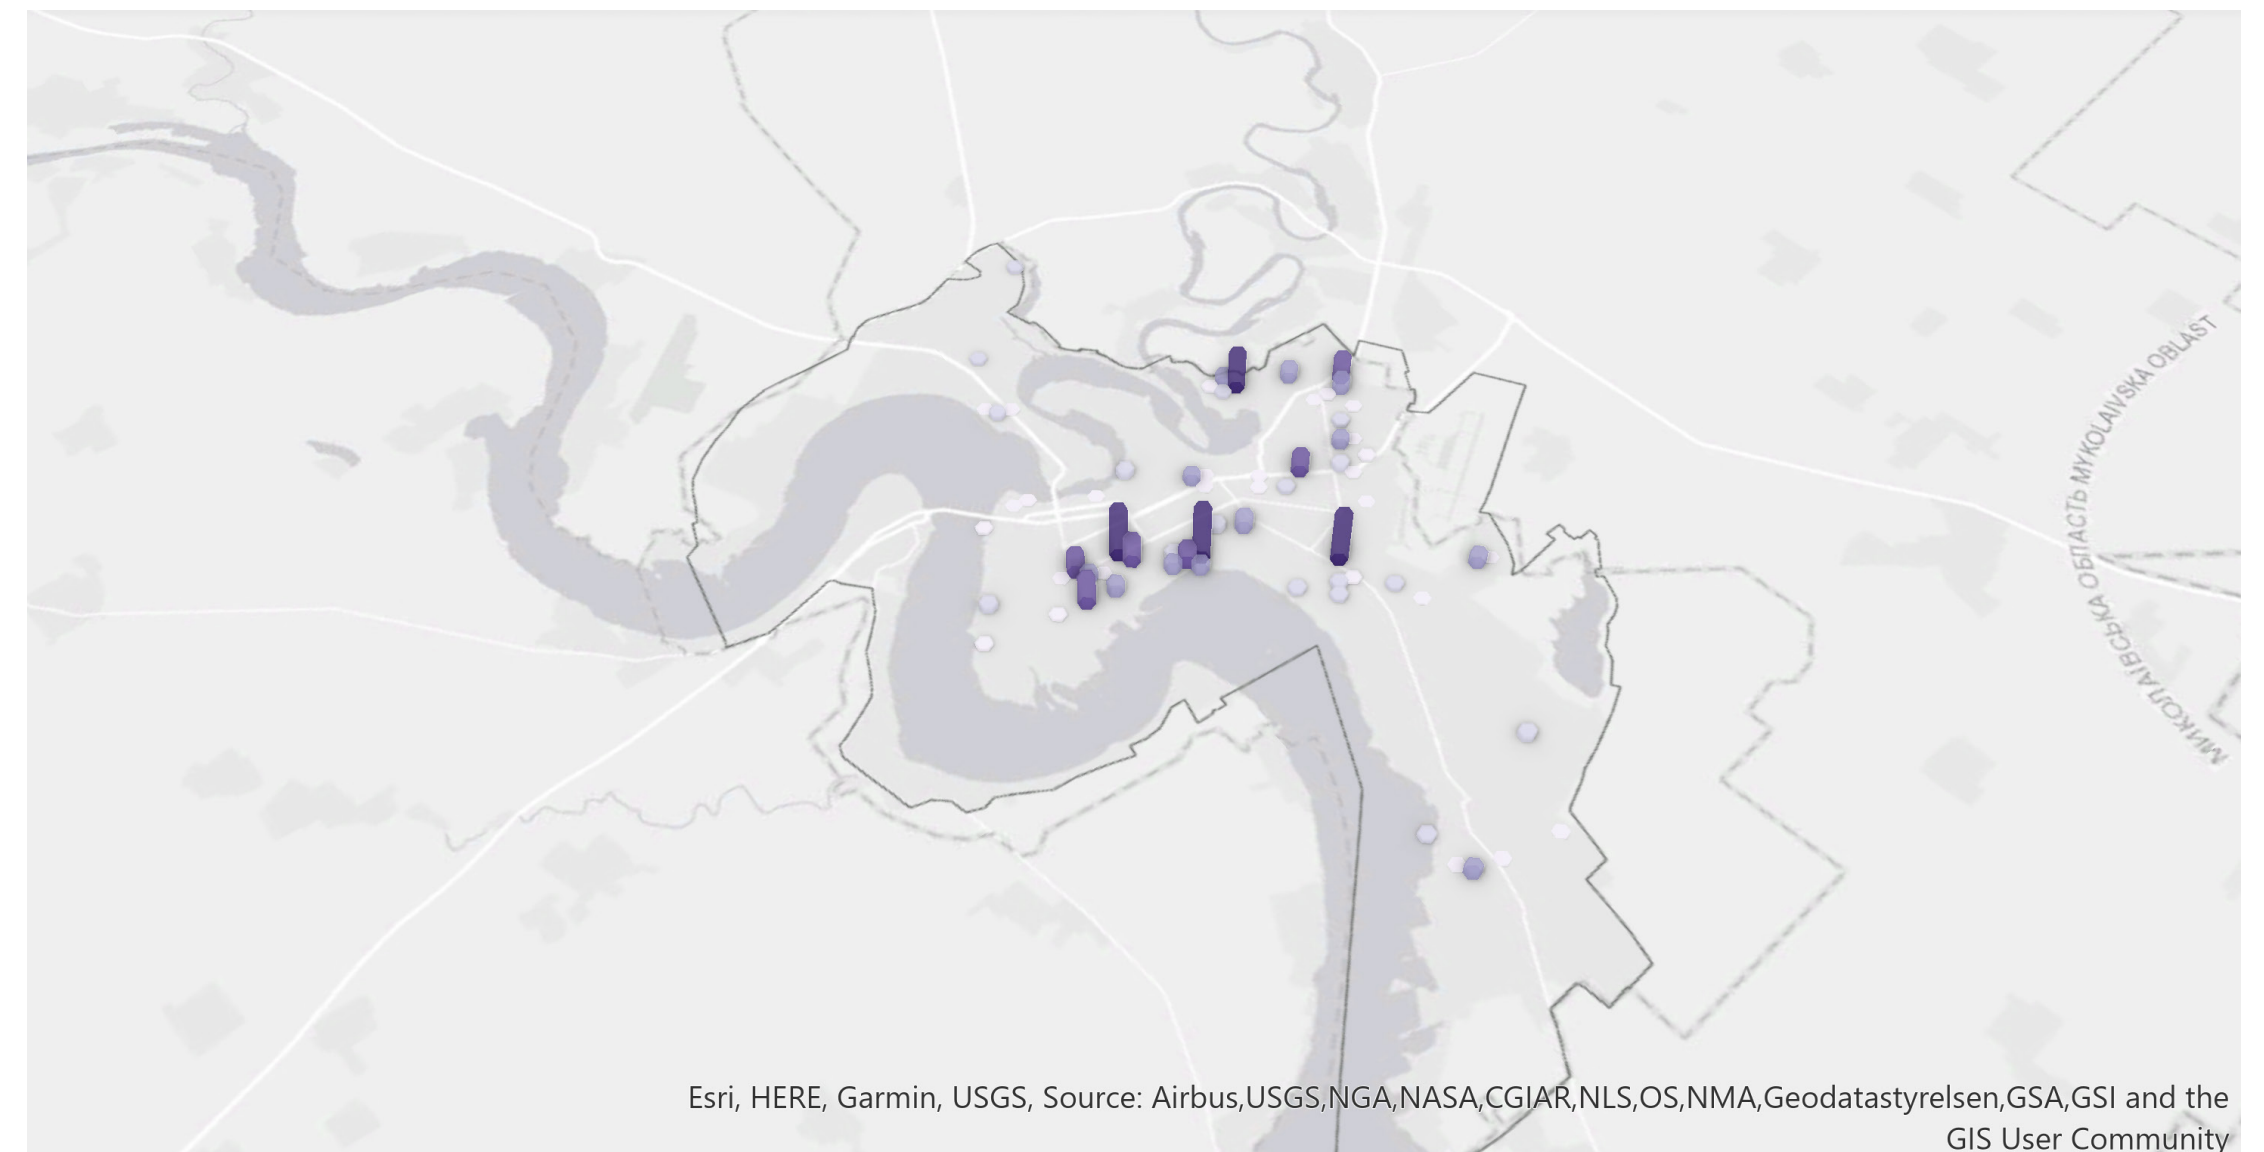 МИКОЛАЇВСЬКА ОБЛАСТЬ MYKOLAIVSKA OBLAST
Esri, HERE, Garmin, USGS, Source: Airbus,USGS,NGA,NASA,CGIAR,NLS,OS,NMA,Geodatastyrelsen,GSA,GSI and the
GIS User Community